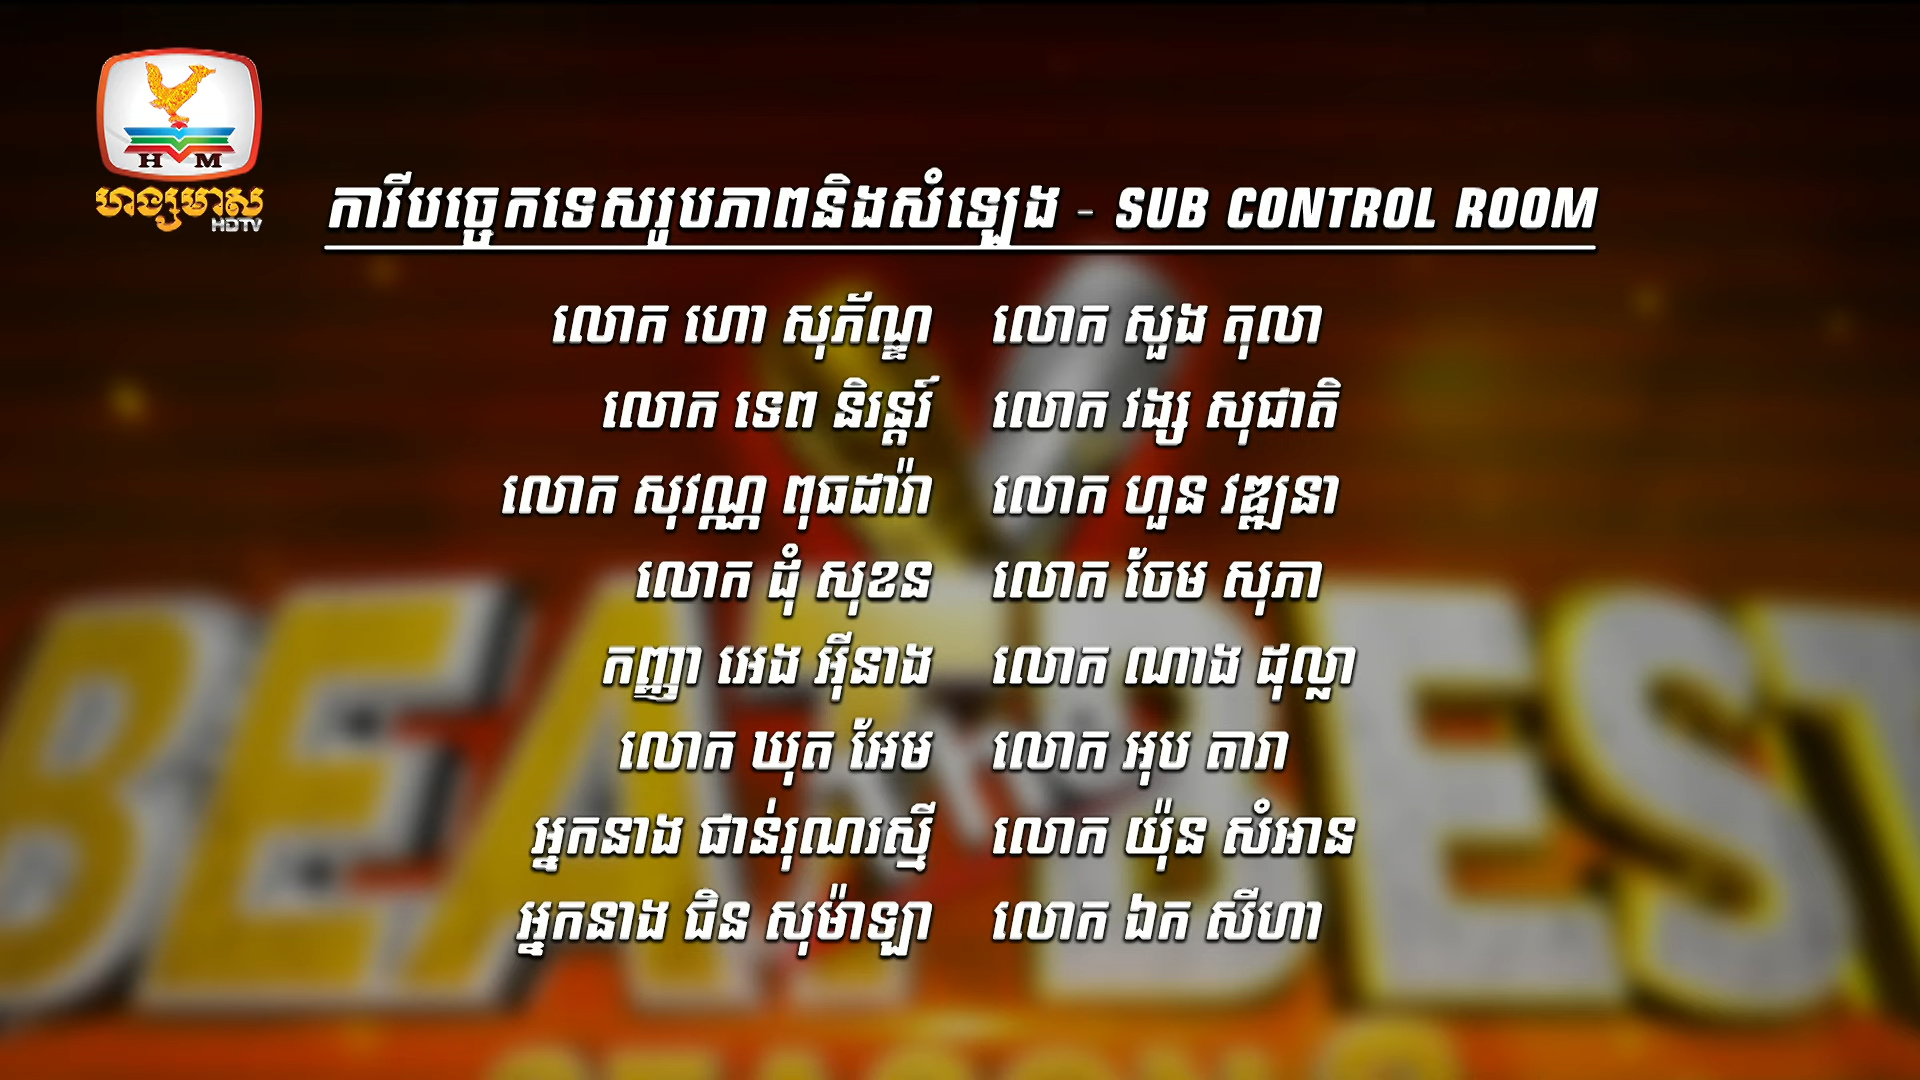 H M
ហង្សមាស
HDTV
ការីបច្ចេកទេសរូបភាពនិងសំឡេង - SUB CONTROL ROOM
លោក ហោ សុភ័ណ្ឌ លោក សួង តុលា
លោក ទេព និរន្តរ៍ លោក វង្ស សុជាតិ
លោក សុវណ្ណ ពុធដារ៉ា លោក ហួន វឌ្ឍនា
លោក ដុំ សុខន លោក ចែម សុភា
កញ្ញា អេង អ៊ីនាង លោក ណាង ដុល្លា
លោក ឃុត អែម លោក អុប តារា
អ្នកនាង ផាន់រុណរស្មី លោក យ៉ុន សំអាន
អ្នកនាង ជិន សុម៉ាឡា លោក ឯក សីហា
BEAT BEST